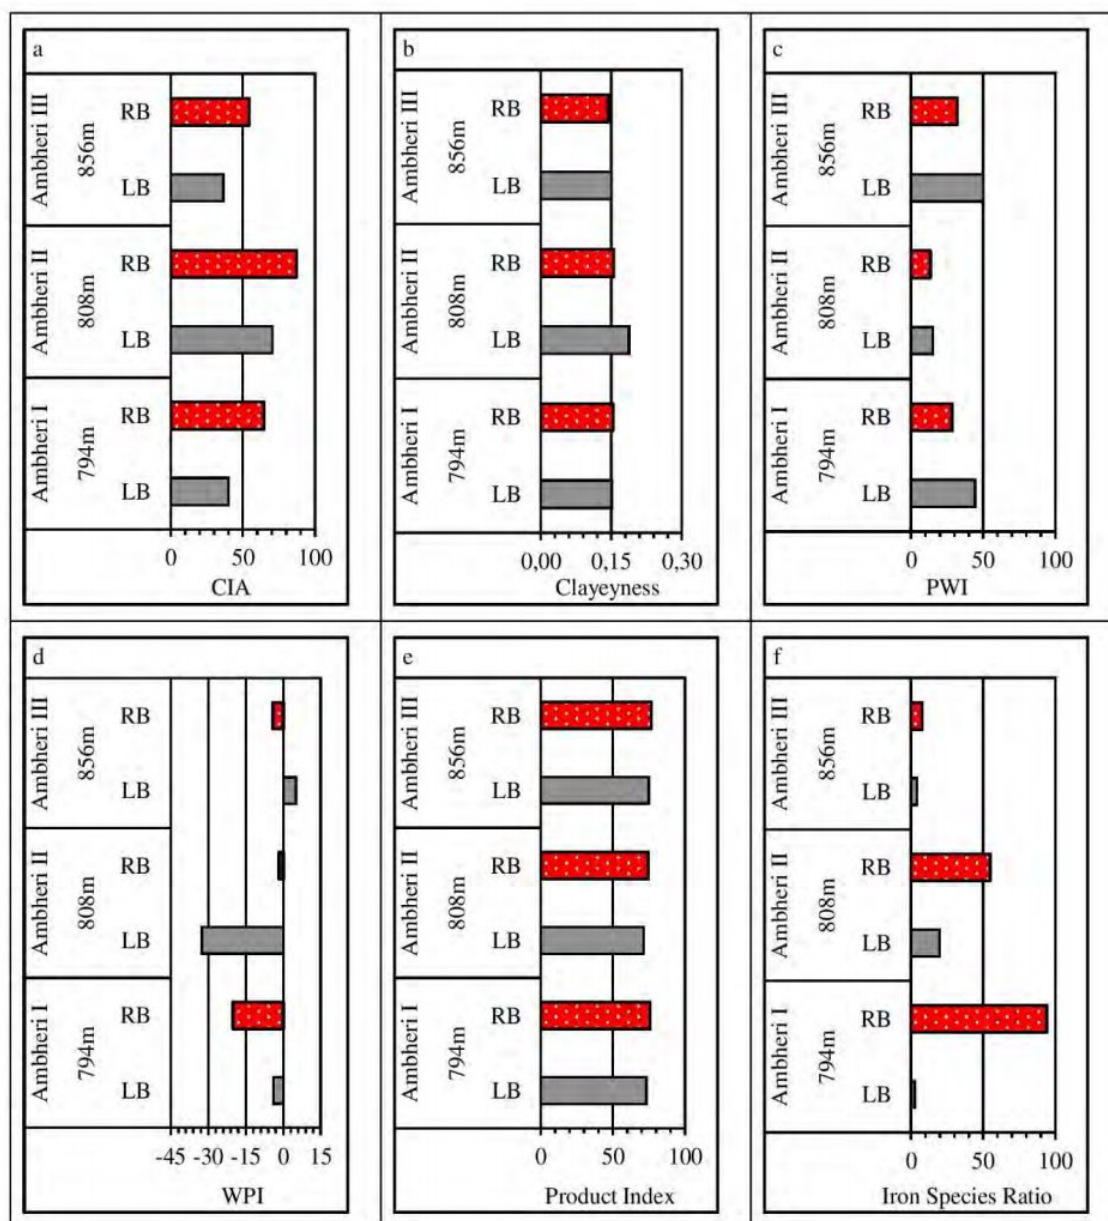 a
Ambheri III
856m
RB
LB
Ambheri II
808m
RB
LB
Ambheri I
794m
RB
LB
0 50 100
CIA
b
Ambheri III
856m
RB
LB
Ambheri II
808m
RB
LB
Ambheri I
794m
RB
LB
0,00 0,15 0,30
Clayeyness
c
Ambheri III
856m
RB
LB
Ambheri II
808m
RB
LB
Ambheri I
794m
RB
LB
0 50 100
PWI
d
Ambheri III
856m
RB
LB
Ambheri II
808m
RB
LB
Ambheri I
794m
RB
LB
-45 -30 -15 0 15
WPI
e
Ambheri III
856m
RB
LB
Ambheri II
808m
RB
LB
Ambheri I
794m
RB
LB
0 50 100
Product Index
f
Ambheri III
856m
RB
LB
Ambheri II
808m
RB
LB
Ambheri I
794m
RB
LB
0 50 100
Iron Species Ratio